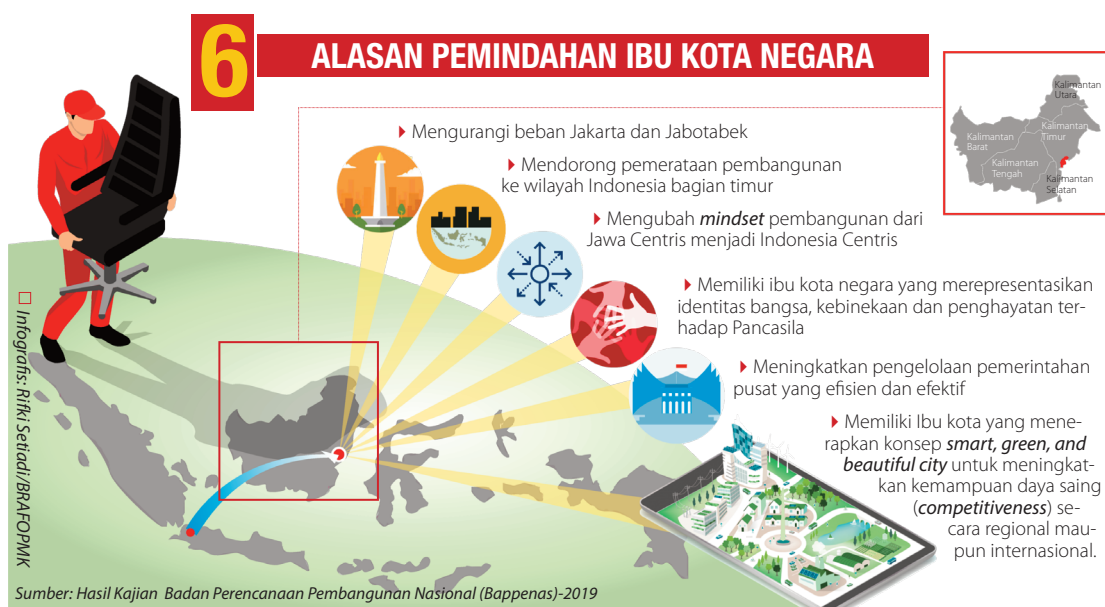 6
ALASAN PEMINDAHAN IBU KOTA NEGARA
Kalimantan
Utara
Kalimantan
Timur
Kalimantan
Barat
Kalimantan
Tengah
Kalimantan
Selatan
Mengurangi beban Jakarta dan Jabotabek
Mendorong pemerataan pembangunan
ke wilayah Indonesia bagian timur
Mengubah mindset pembangunan dari
Jawa Centris menjadi Indonesia Centris
Memiliki ibu kota negara yang merepresentasikan
identitas bangsa, kebinekaan dan penghayatan ter-
hadap Pancasila
Meningkatkan pengelolaan pemerintahan
pusat yang efisien dan efektif
Memiliki Ibu kota yang mene-
rapkan konsep smart, green, and
beautiful city untuk meningkat-
kan kemampuan daya saing
(competitiveness) se-
cara regional mau-
pun internasional.
Infografis: Rifki Setiadi/BRAFOPMK
Sumber: Hasil Kajian Badan Perencanaan Pembangunan Nasional (Bappenas)-2019